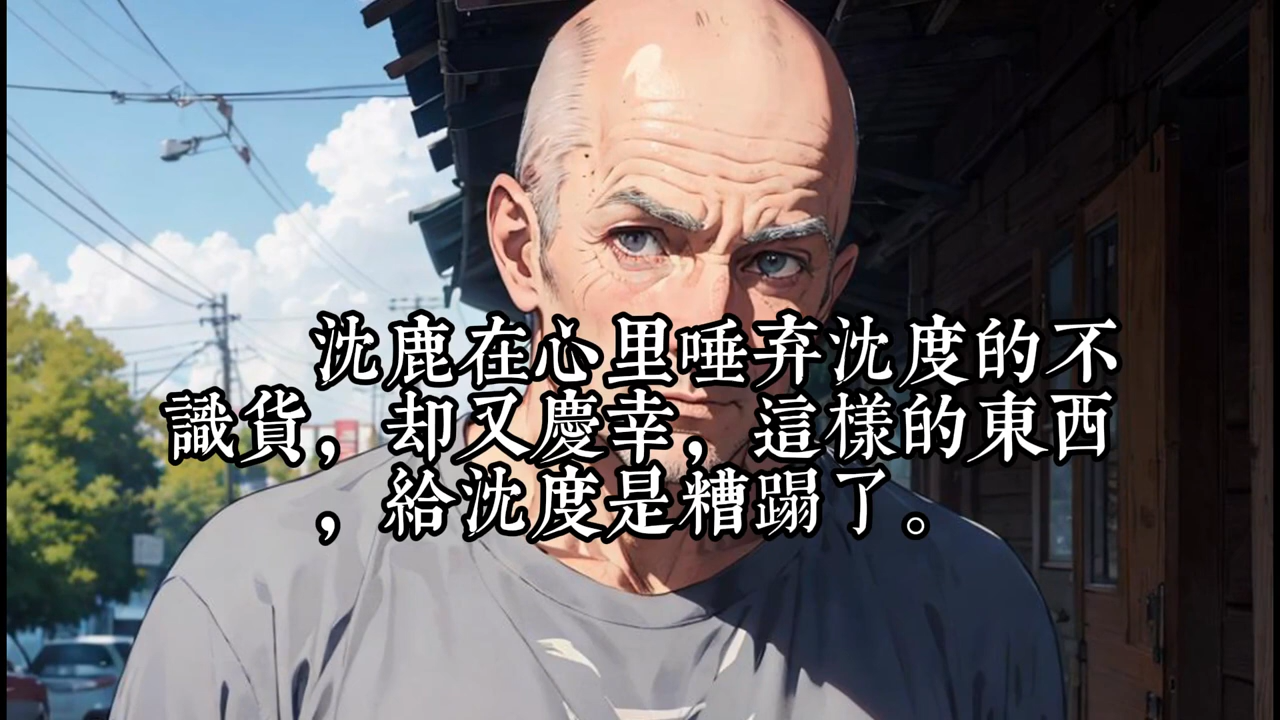 沈鹿在心里唾弃沈度的不
識貨，却又慶幸，這樣的東西
，給沈度是糟蹋了。